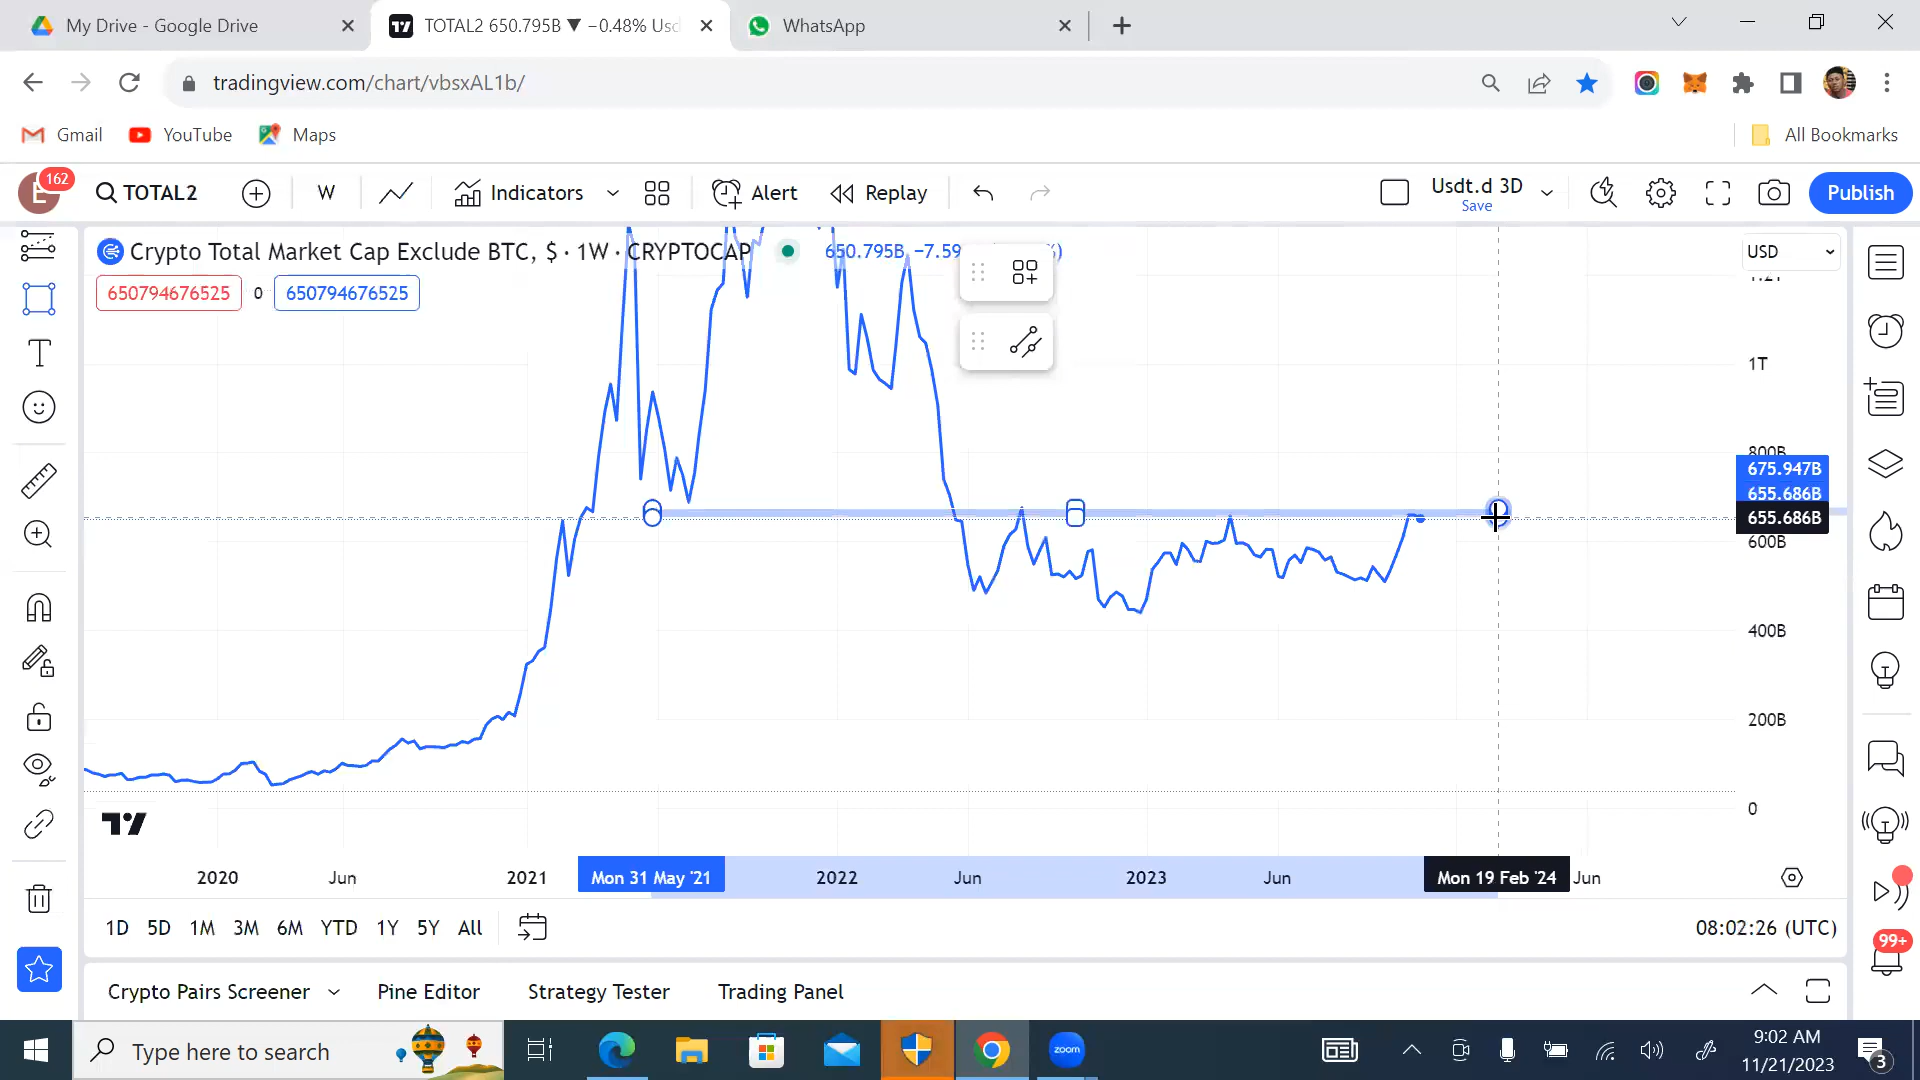 My Drive - Google Drive
TOTAL2 650.795B ▼ −0.48% Usd
WhatsApp
tradingview.com/chart/vbsxAL1b/
Gmail
YouTube
Maps
All Bookmarks
E
162
TOTAL2
W
Indicators
Alert
Replay
Usdt.d 3D
Save
Publish
Crypto Total Market Cap Exclude BTC, $ · 1W · CRYPTOCAP
650.795B, −7.59
USD
650794676525
0
650794676525
1T
800B
675.947B
655.686B
655.686B
600B
400B
200B
0
2020
Jun
2021
Mon 31 May '21
2022
Jun
2023
Jun
Mon 19 Feb '24
Jun
1D 5D 1M 3M 6M YTD 1Y 5Y All
08:02:26 (UTC)
99+
Crypto Pairs Screener
Pine Editor
Strategy Tester
Trading Panel
Type here to search
zoom
9:02 AM
11/21/2023
3